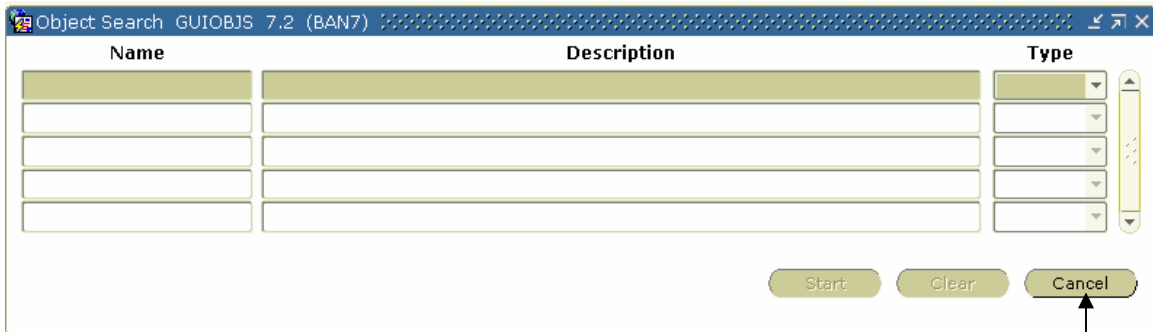 Object Search GUIOBJS 7.2 (BAN7)
Name Description Type
Start Clear Cancel